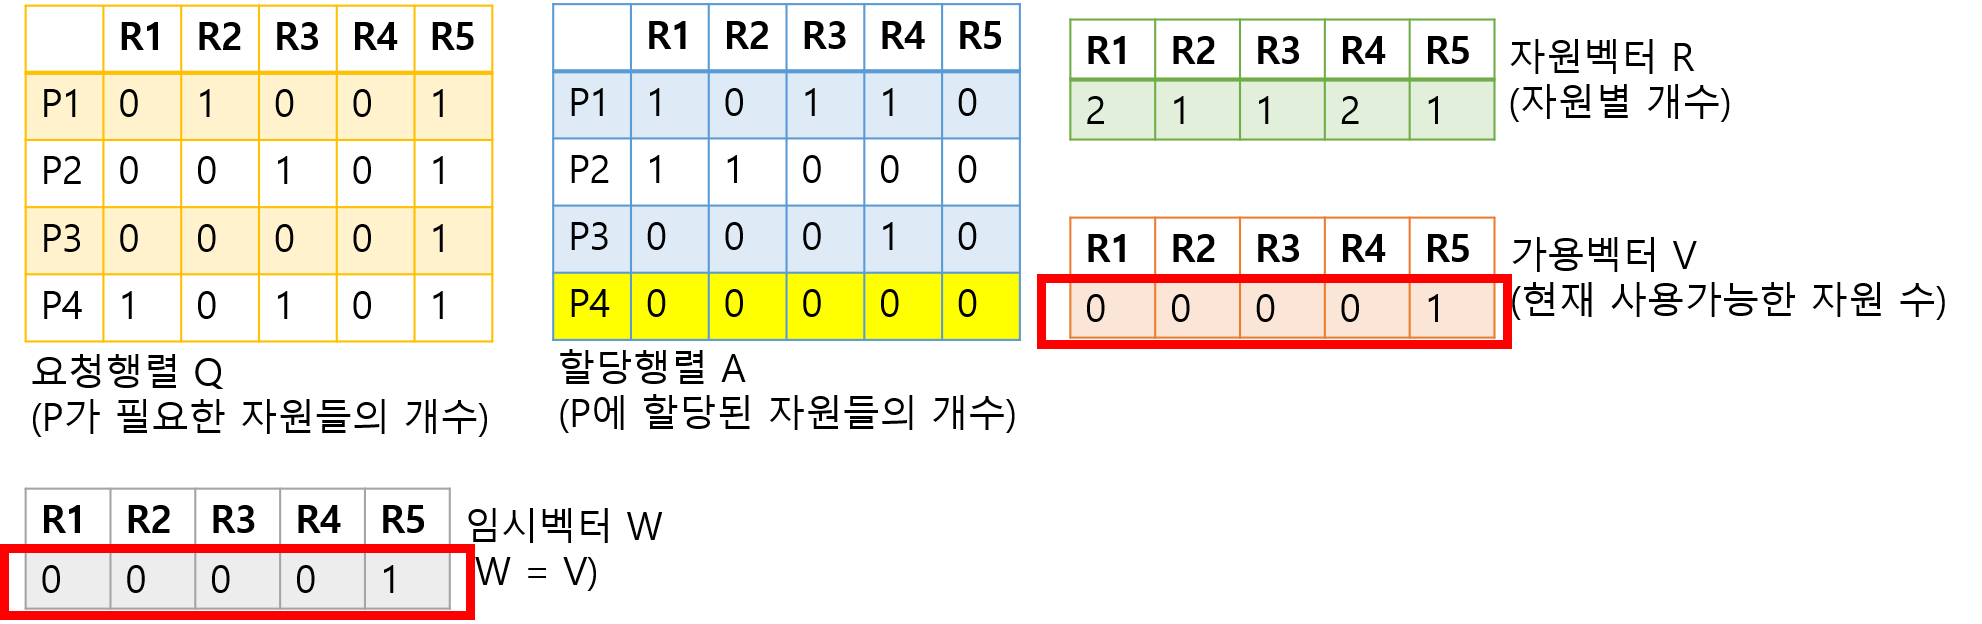 R1 R2 R3 R4 R5
P1 0 1 0 0 1
P2 0 0 1 0 1
P3 0 0 0 0 1
P4 1 0 1 0 1
요청행렬 Q
(P가 필요한 자원들의 개수)
R1 R2 R3 R4 R5
P1 1 0 1 1 0
P2 1 1 0 0 0
P3 0 0 0 1 0
P4 0 0 0 0 0
할당행렬 A
(P에 할당된 자원들의 개수)
R1 R2 R3 R4 R5
2 1 1 2 1
자원벡터 R
(자원별 개수)
R1 R2 R3 R4 R5
0 0 0 0 1
가용벡터 V
(현재 사용가능한 자원 수)
R1 R2 R3 R4 R5
0 0 0 0 1
임시벡터 W
W = V)